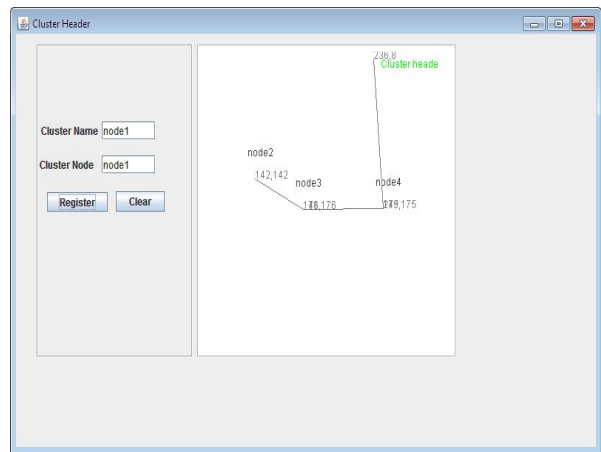 Cluster Header
Cluster Name node1
Cluster Node node1
Register Clear
236,8
Cluster heade
node2
142,142
node3
node4